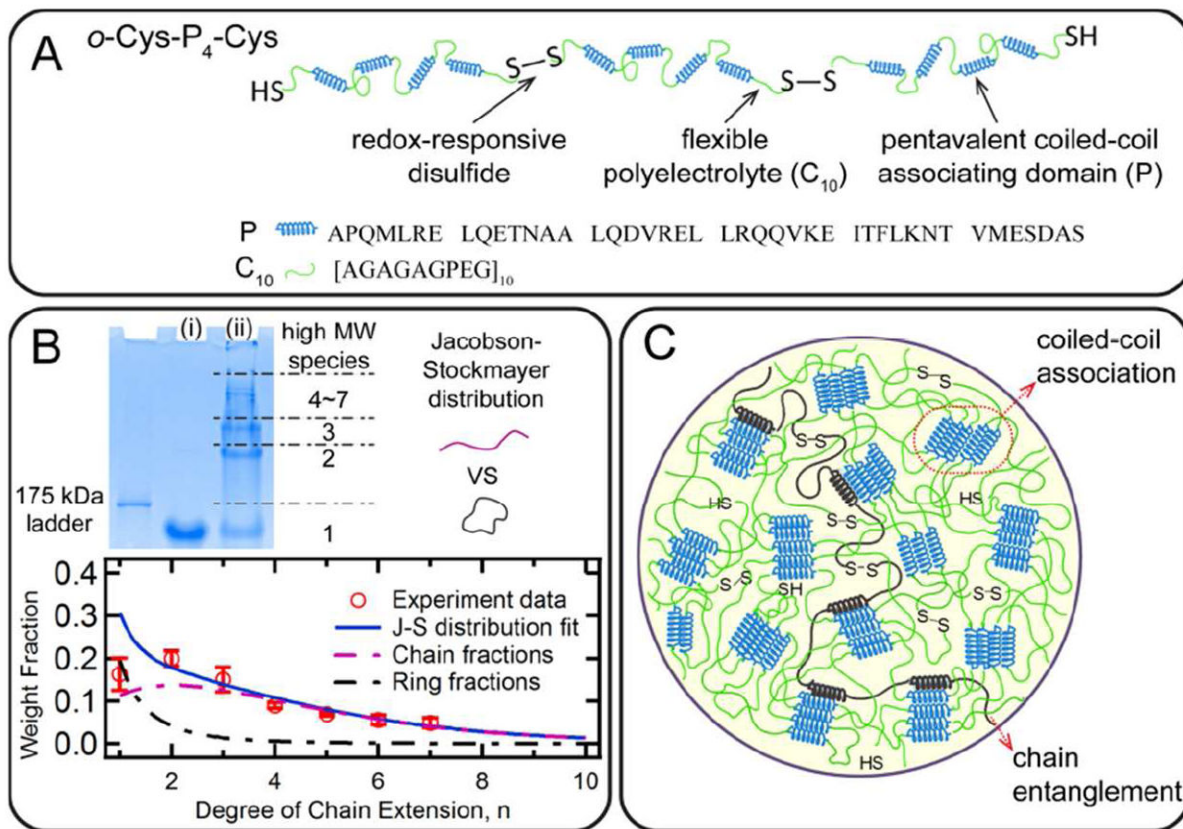 A
o-Cys-P₄-Cys
HS
S—S
S—S
SH
redox-responsive
disulfide
flexible
polyelectrolyte (C₁₀)
pentavalent coiled-coil
associating domain (P)
P APQMLRE LQETNAA LQDVREL LRQQVKE ITFLKNT VMESDAS
C₁₀ [AGAGAGPEG]₁₀
B
(i) (ii)
high MW
species
4~7
3
2
1
175 kDa
ladder
Jacobson-
Stockmayer
distribution
VS
Weight Fraction
0.4
0.3
0.2
0.1
0.0
Experiment data
J-S distribution fit
Chain fractions
Ring fractions
2 4 6 8 10
Degree of Chain Extension, n
C
coiled-coil
association
S-S
S-S
HS
HS
S-S
S-S
S-S
SH
S-S
S-S
HS
chain
entanglement